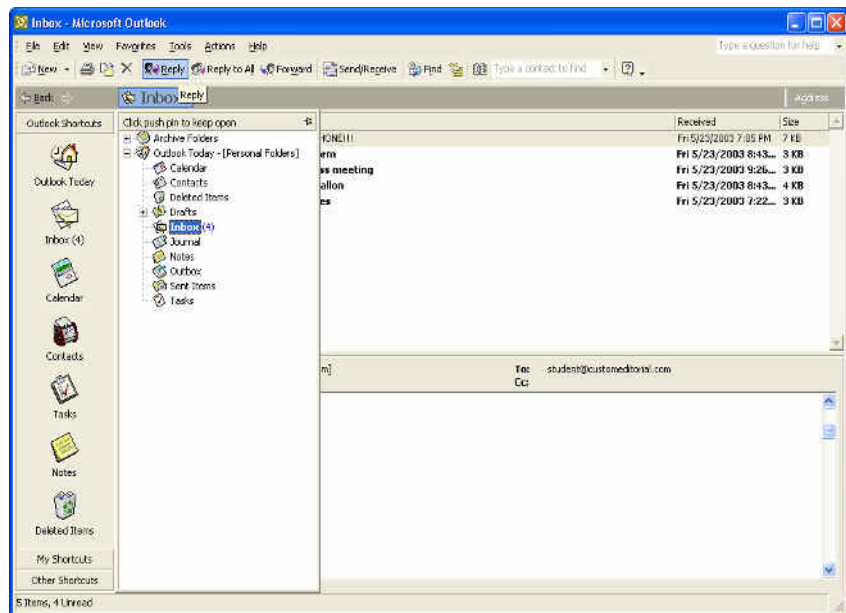 Inbox - Microsoft Outlook
File Edit View Favorites Tools Actions Help
Type a question for help
New Reply Reply to All Forward Send/Receive Find Type a contact to find
Back Inbox Reply
Address
Outlook Shortcuts
Outlook Today
Inbox (4)
Calendar
Contacts
Tasks
Notes
Deleted Items
My Shortcuts
Other Shortcuts
Click push pin to keep open
Archive Folders
Outlook Today - [Personal Folders]
Calendar
Contacts
Deleted Items
Drafts
Inbox (4)
Journal
Notes
Outbox
Sent Items
Tasks
Received Size
HONE!!! Fri 5/23/2003 7:05 PM 7 KB
em Fri 5/23/2003 8:43... 3 KB
ss meeting Fri 5/23/2003 9:26... 3 KB
allon Fri 5/23/2003 8:43... 4 KB
es Fri 5/23/2003 7:22... 3 KB
m] To: student@customeditorial.com
Cc:
5 Items, 4 Unread